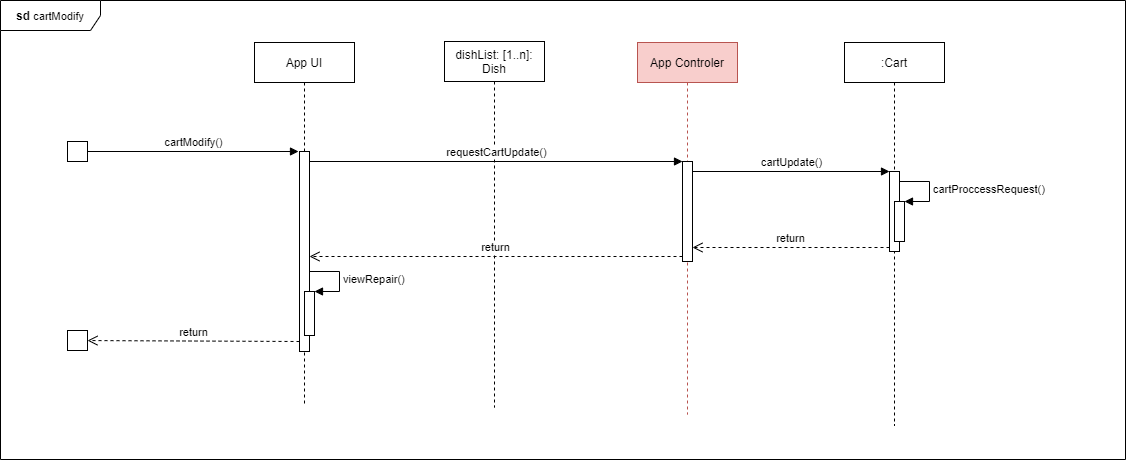 sd cartModify
App UI
dishList: [1..n]:
Dish
App Controler
:Cart
cartModify()
requestCartUpdate()
cartUpdate()
cartProccessRequest()
return
return
viewRepair()
return